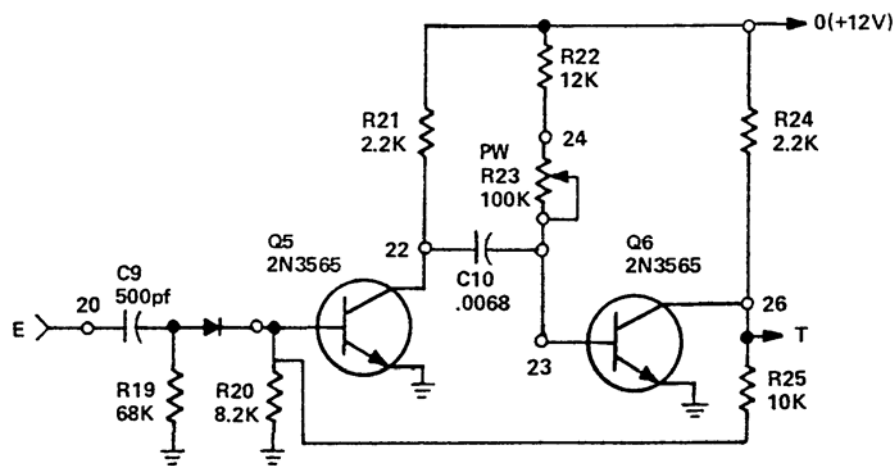 0(+12V)
R22
12K
R21
2.2K
R24
2.2K
24
PW
R23
100K
Q5
2N3565
22
Q6
2N3565
C9
500pf
20
C10
.0068
26
E
T
23
R19
68K
R20
8.2K
R25
10K